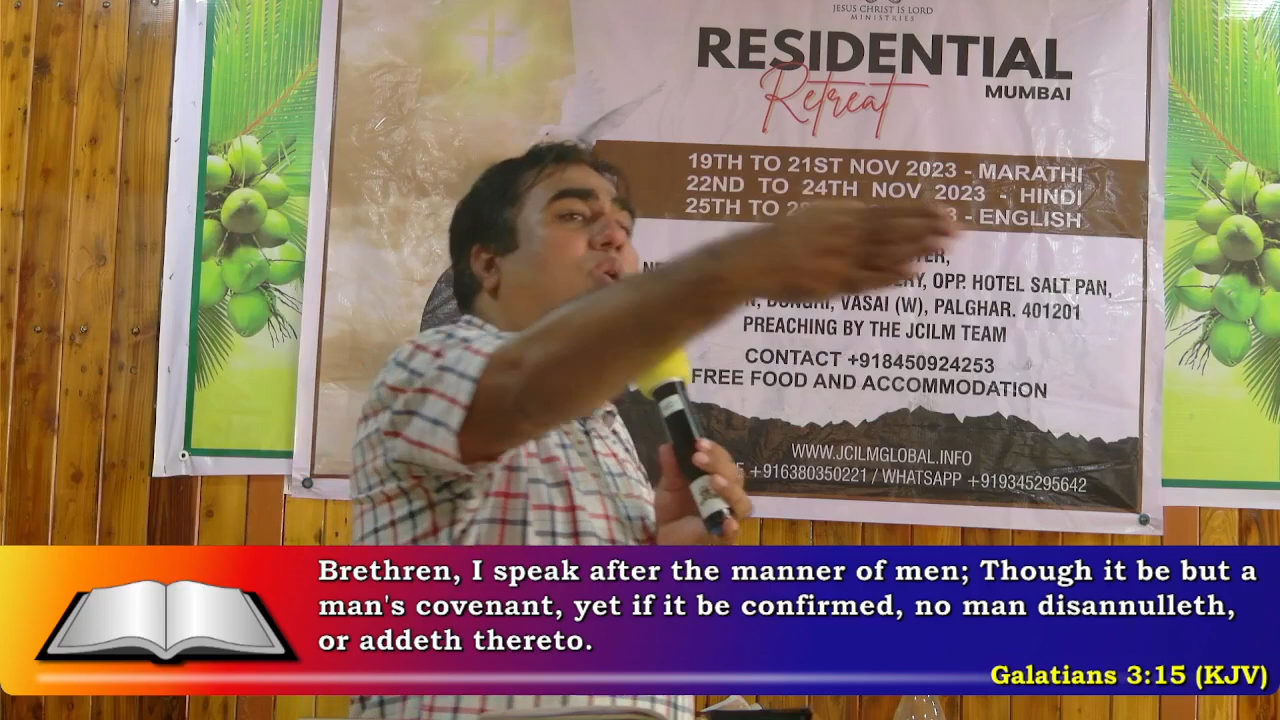 JESUS CHRIST IS LORD
MINISTRIES
RESIDENTIAL
Retreat
MUMBAI
19TH TO 21ST NOV 2023 - MARATHI
22ND TO 24TH NOV 2023 - HINDI
25TH TO - ENGLISH
OPP. HOTEL SALT PAN,
VASAI (W), PALGHAR. 401201
PREACHING BY THE JCILM TEAM
CONTACT +918450924253
FREE FOOD AND ACCOMMODATION
WWW.JCILMGLOBAL.INFO
+916380350221 / WHATSAPP +919345295642
Brethren, I speak after the manner of men; Though it be but a
man's covenant, yet if it be confirmed, no man disannulleth,
or addeth thereto.
Galatians 3:15 (KJV)